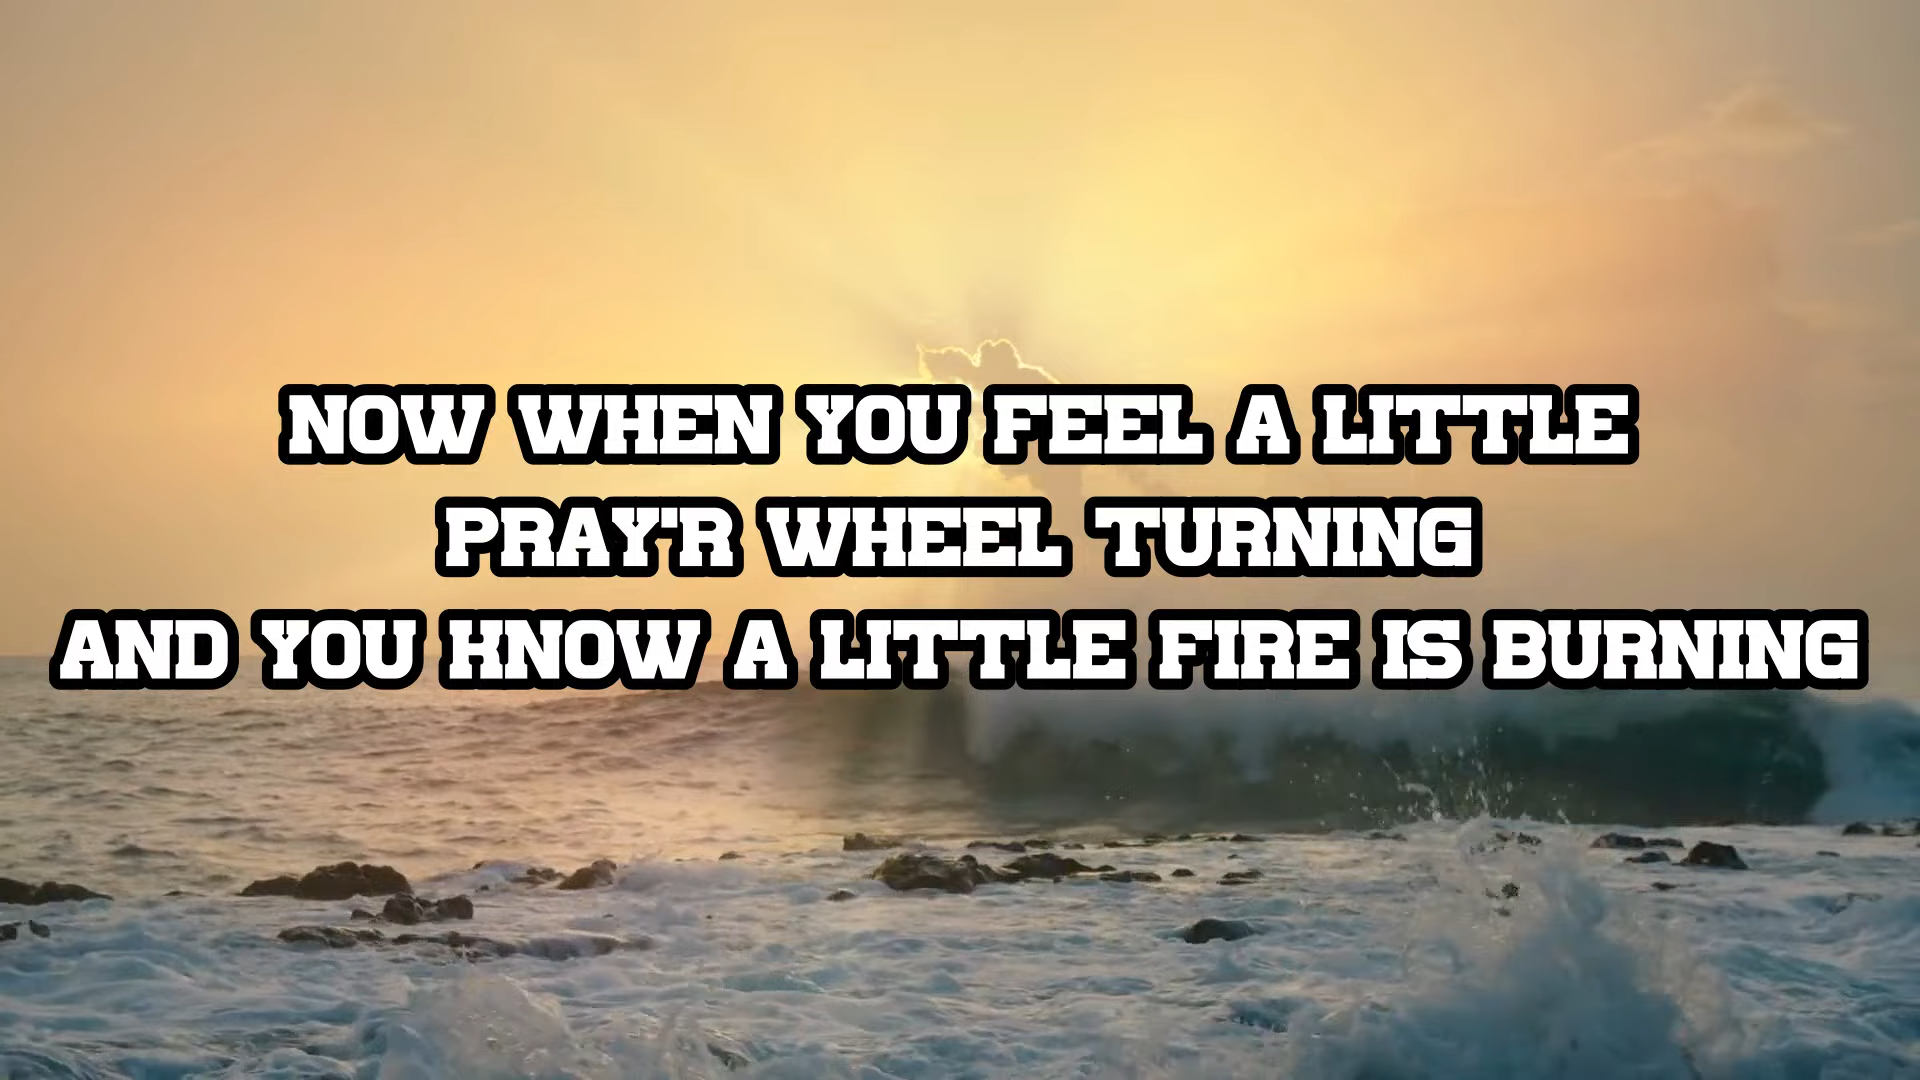 NOW WHEN YOU FEEL A LITTLE
PRAY'R WHEEL TURNING
AND YOU KNOW A LITTLE FIRE IS BURNING